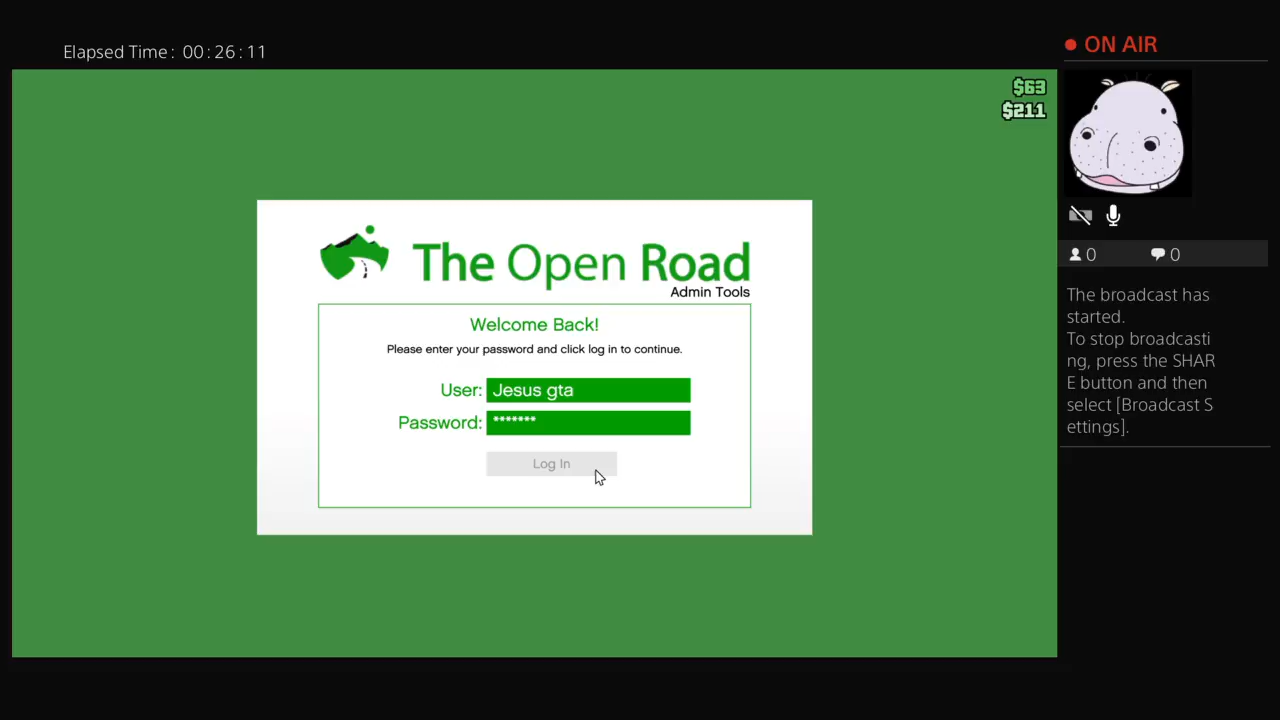 Elapsed Time: 00:26:11
ON AIR
$63
$211
The Open Road
Admin Tools
Welcome Back!
Please enter your password and click log in to continue.
User: Jesus gta
Password: *******
Log In
0 0
The broadcast has
started.
To stop broadcasti
ng, press the SHAR
E button and then
select [Broadcast S
ettings].